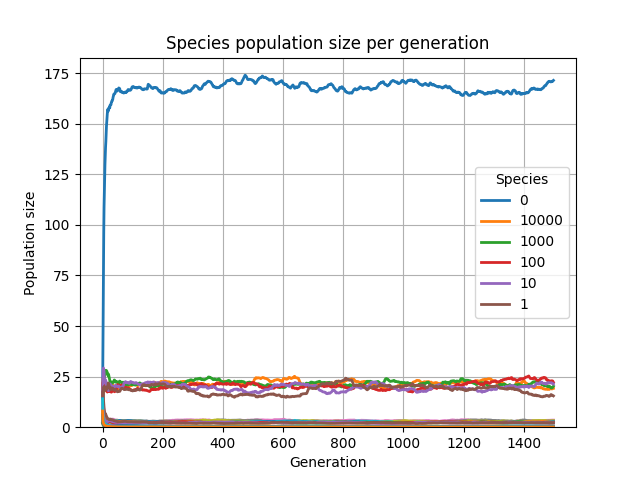 Species population size per generation
Population size
175
150
125
100
75
50
25
0
Species
0
10000
1000
100
10
1
0 200 400 600 800 1000 1200 1400
Generation